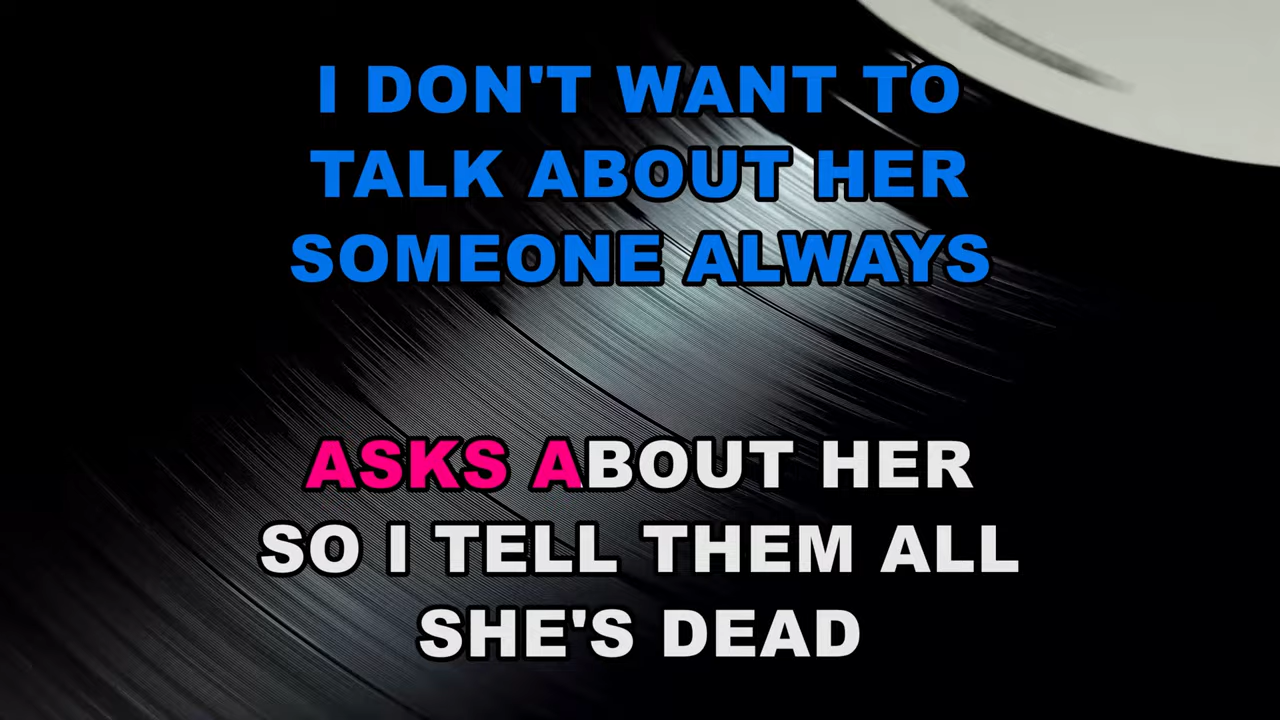 I DON'T WANT TO
TALK ABOUT HER
SOMEONE ALWAYS
ASKS ABOUT HER
SO I TELL THEM ALL
SHE'S DEAD